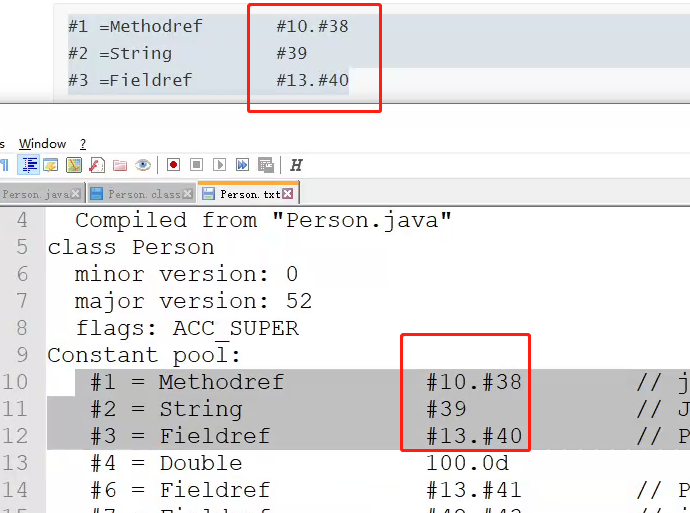 #1 =Methodref #10.#38
#2 =String #39
#3 =Fieldref #13.#40
s Window ?
¶ H
Person.java Person.class Person.txt
4 Compiled from "Person.java"
5 class Person
6 minor version: 0
7 major version: 52
8 flags: ACC_SUPER
9 Constant pool:
10 #1 = Methodref #10.#38 // j
11 #2 = String #39 // J
12 #3 = Fieldref #13.#40 // P
13 #4 = Double 100.0d
14 #6 = Fieldref #13.#41 // P